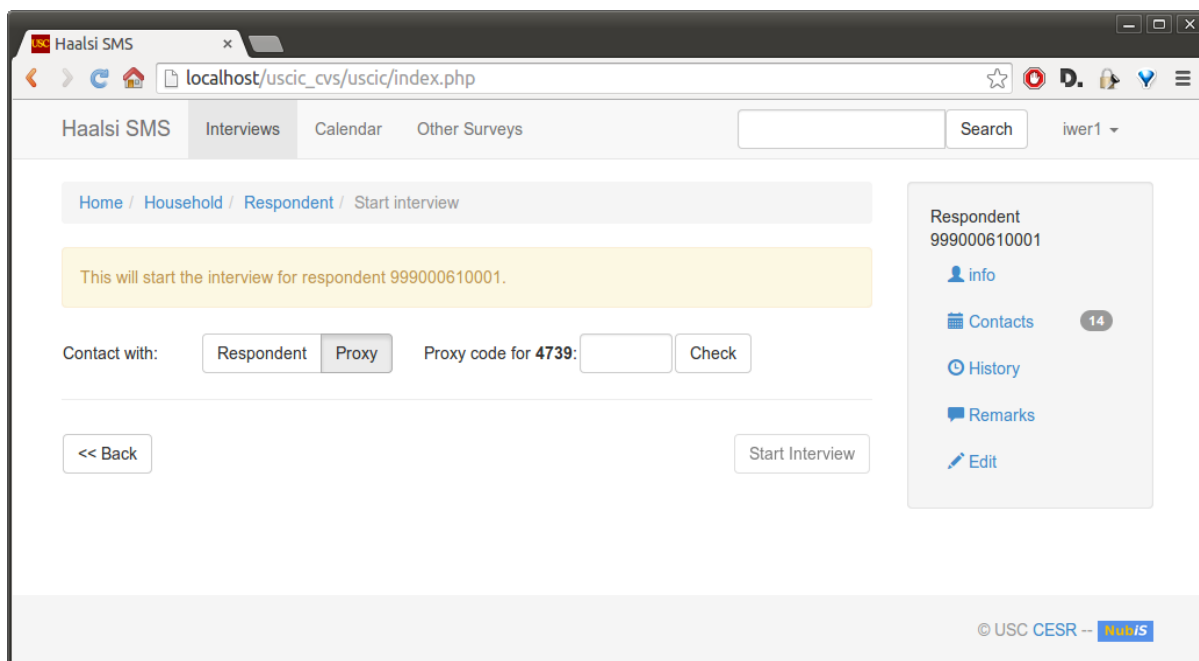 USC Haalsi SMS ×
localhost/uscic_cvs/uscic/index.php D.
Haalsi SMS Interviews Calendar Other Surveys Search iwer1
Home / Household / Respondent / Start interview
This will start the interview for respondent 999000610001.
Contact with: Respondent Proxy Proxy code for 4739: Check
<< Back Start Interview
Respondent
999000610001
info
Contacts 14
History
Remarks
Edit
© USC CESR -- NubiS